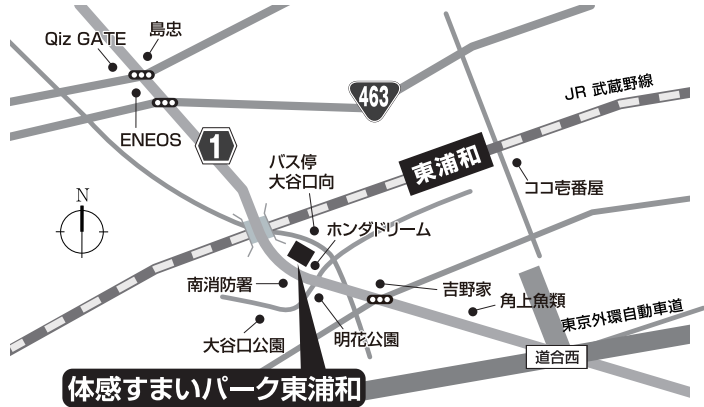 島忠
Qiz GATE
463
JR 武蔵野線
ENEOS
1
バス停
大谷口向
東浦和
ココ壱番屋
N
ホンダドリーム
南消防署
吉野家
角上魚類
東京外環自動車道
大谷口公園
明花公園
道合西
体感すまいパーク東浦和